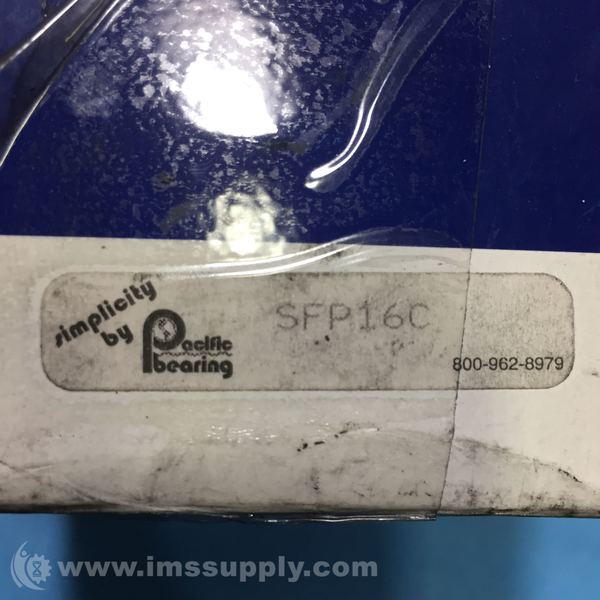 simplicity
by
Pacific
bearing
SFP16C
800-962-8979
www.imssupply.com